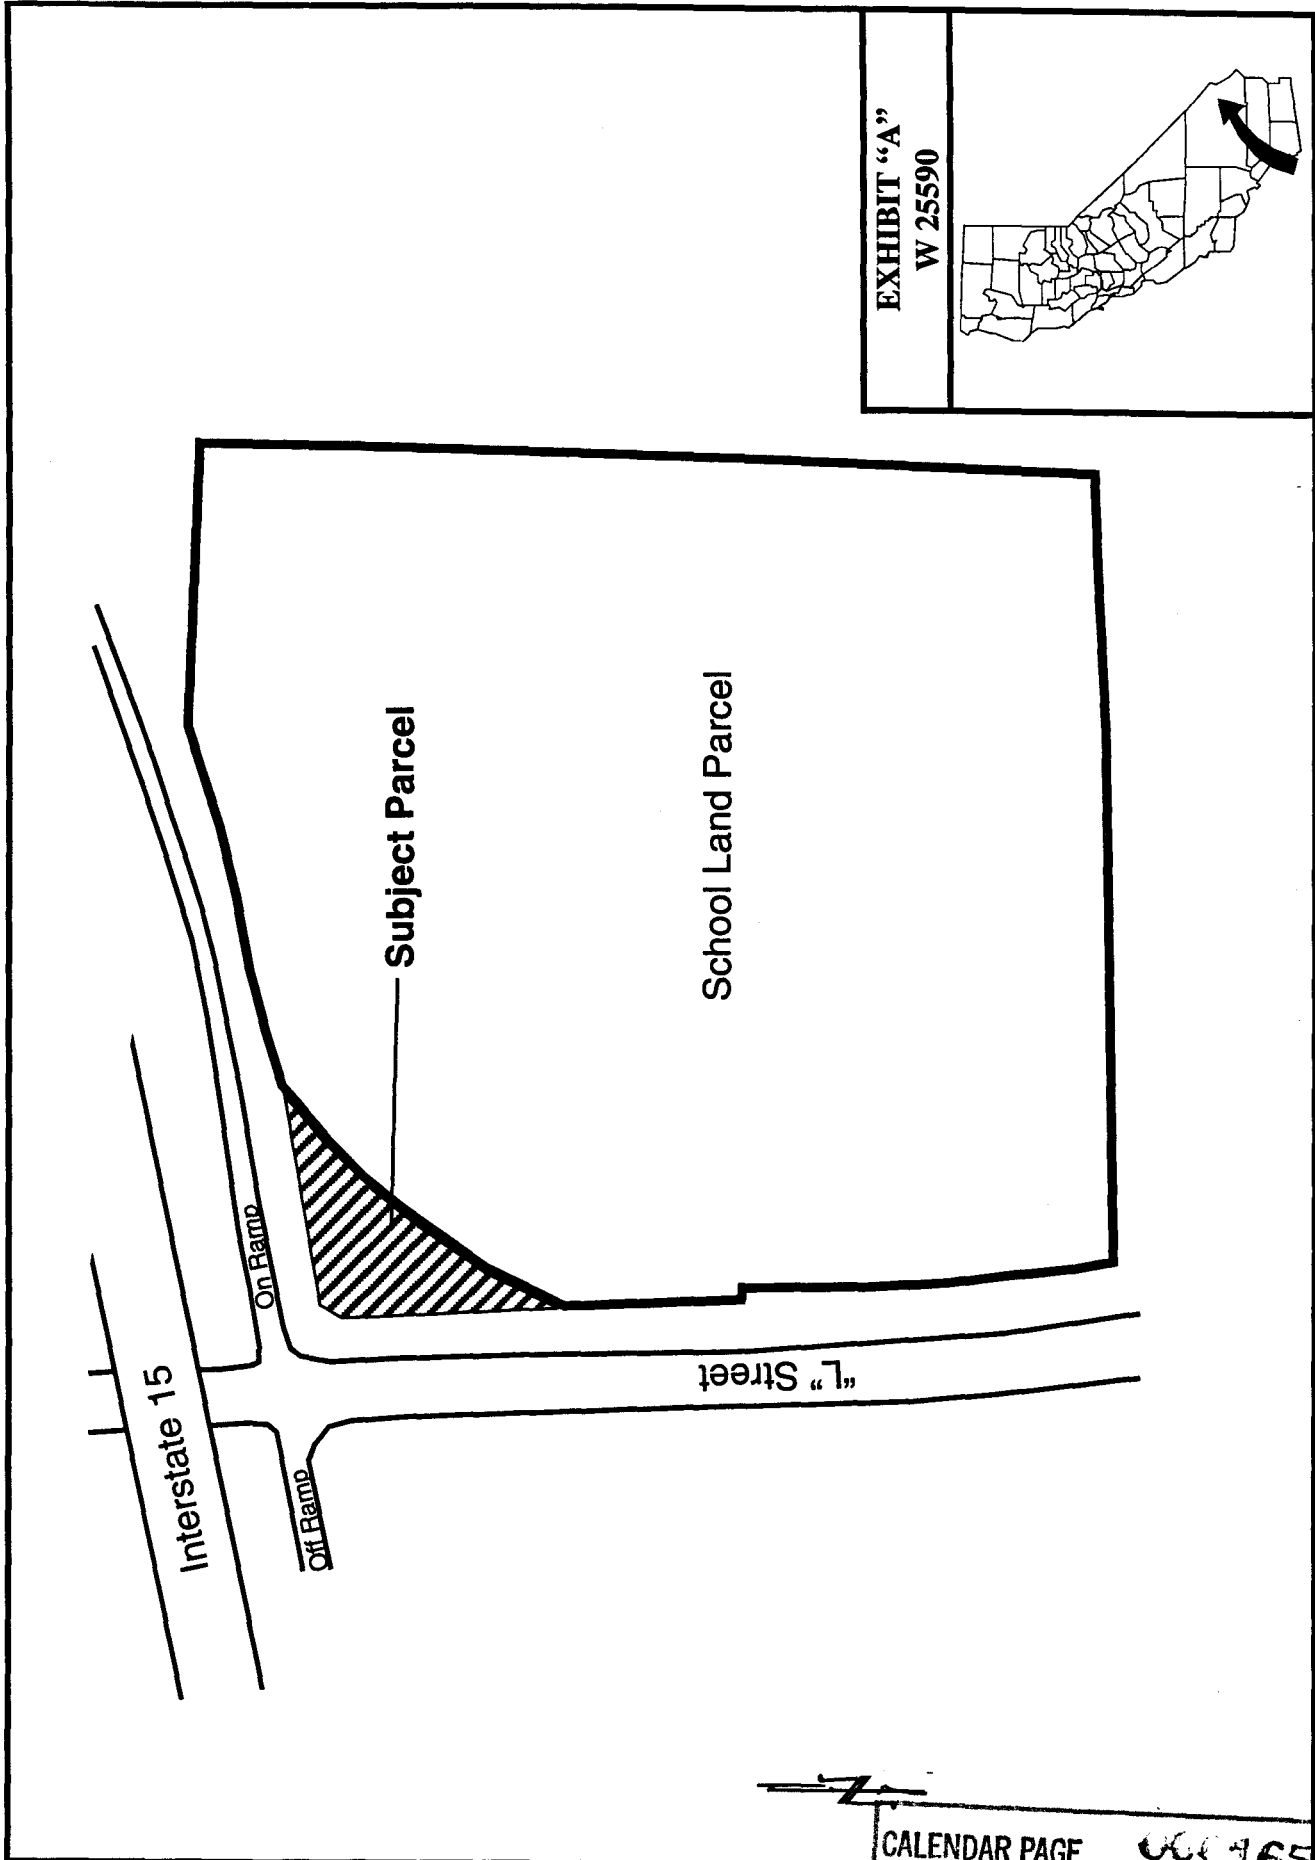 Interstate 15
On Ramp
Off Ramp
"L" Street
Subject Parcel
School Land Parcel
EXHIBIT “A”
W 25590
CALENDAR PAGE